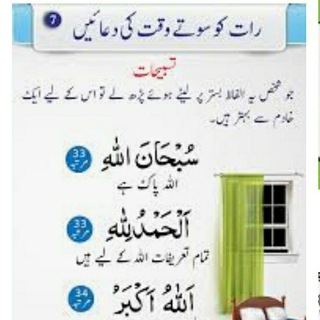 رات کو سوتے وقت کی دعائیں 7
تسبیحات
جو شخص یہ الفاظ بستر پر لیٹے ہوئے پڑھ لے تو اس کے لیے ایک
خادم سے بہتر ہیں۔
سُبْحَانَ اللّٰهِ 33 مرتبہ
اللہ پاک ہے
اَلْحَمْدُ لِلّٰهِ 33 مرتبہ
تمام تعریفات اللہ کے لیے ہیں
اَللّٰهُ اَكْبَرُ 34 مرتبہ